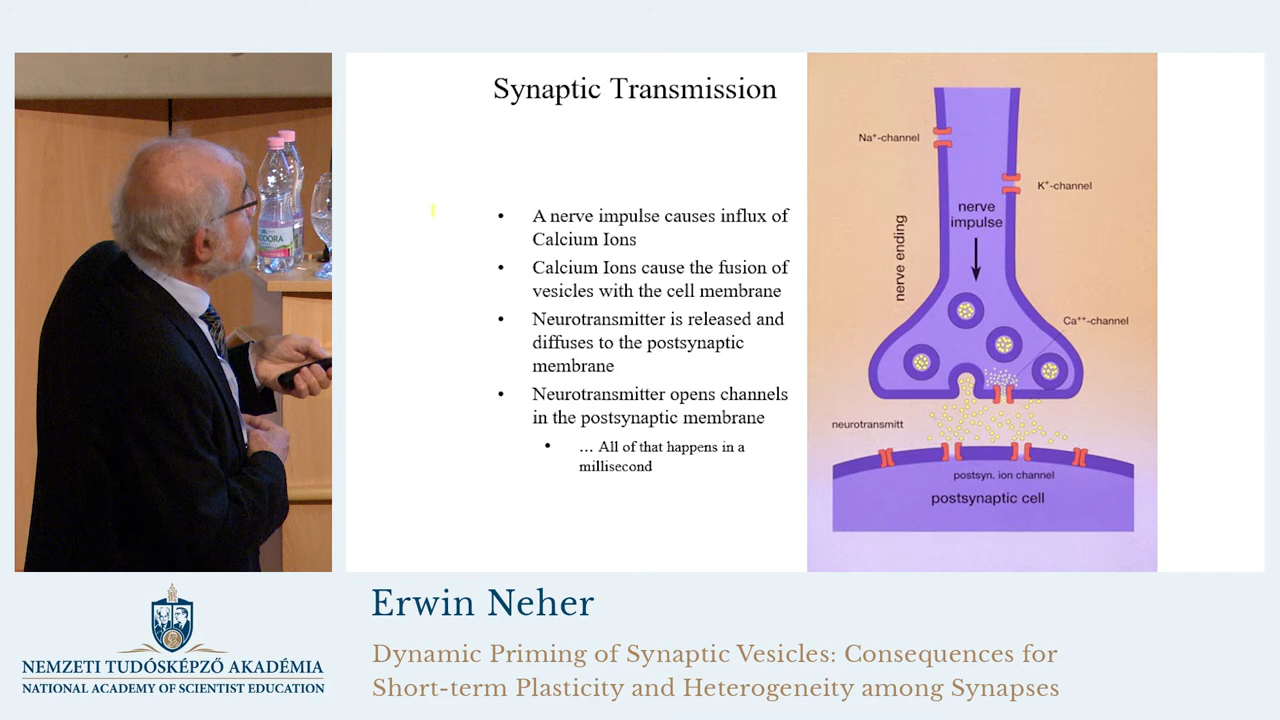 Synaptic Transmission
• A nerve impulse causes influx of
Calcium Ions
• Calcium Ions cause the fusion of
vesicles with the cell membrane
• Neurotransmitter is released and
diffuses to the postsynaptic
membrane
• Neurotransmitter opens channels
in the postsynaptic membrane
• … All of that happens in a
millisecond
Na⁺-channel
K⁺-channel
nerve
impulse
nerve ending
Ca⁺⁺-channel
neurotransmitt
postsyn. ion channel
postsynaptic cell
Erwin Neher
Dynamic Priming of Synaptic Vesicles: Consequences for
Short-term Plasticity and Heterogeneity among Synapses
NEMZETI TUDÓSKÉPZŐ AKADÉMIA
NATIONAL ACADEMY OF SCIENTIST EDUCATION